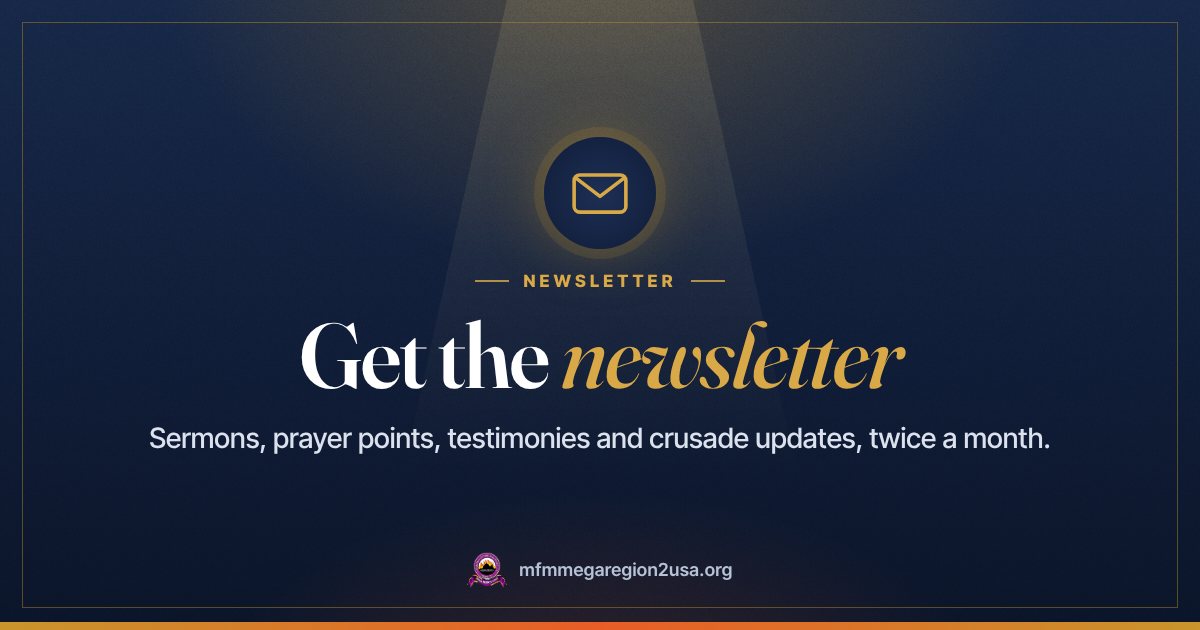 NEWSLETTER
Get the newsletter
Sermons, prayer points, testimonies and crusade updates, twice a month.
mfmmegaregion2usa.org